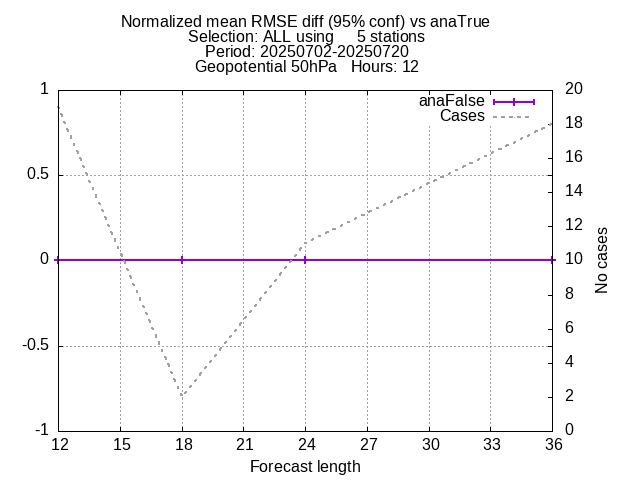 Normalized mean RMSE diff (95% conf) vs anaTrue
Selection: ALL using     5 stations
Period: 20250702-20250720
Geopotential 50hPa   Hours: 12
anaFalse
Cases
1
0.5
0
-0.5
-1
20
18
16
14
12
10
8
6
4
2
0
No cases
12 15 18 21 24 27 30 33 36
Forecast length